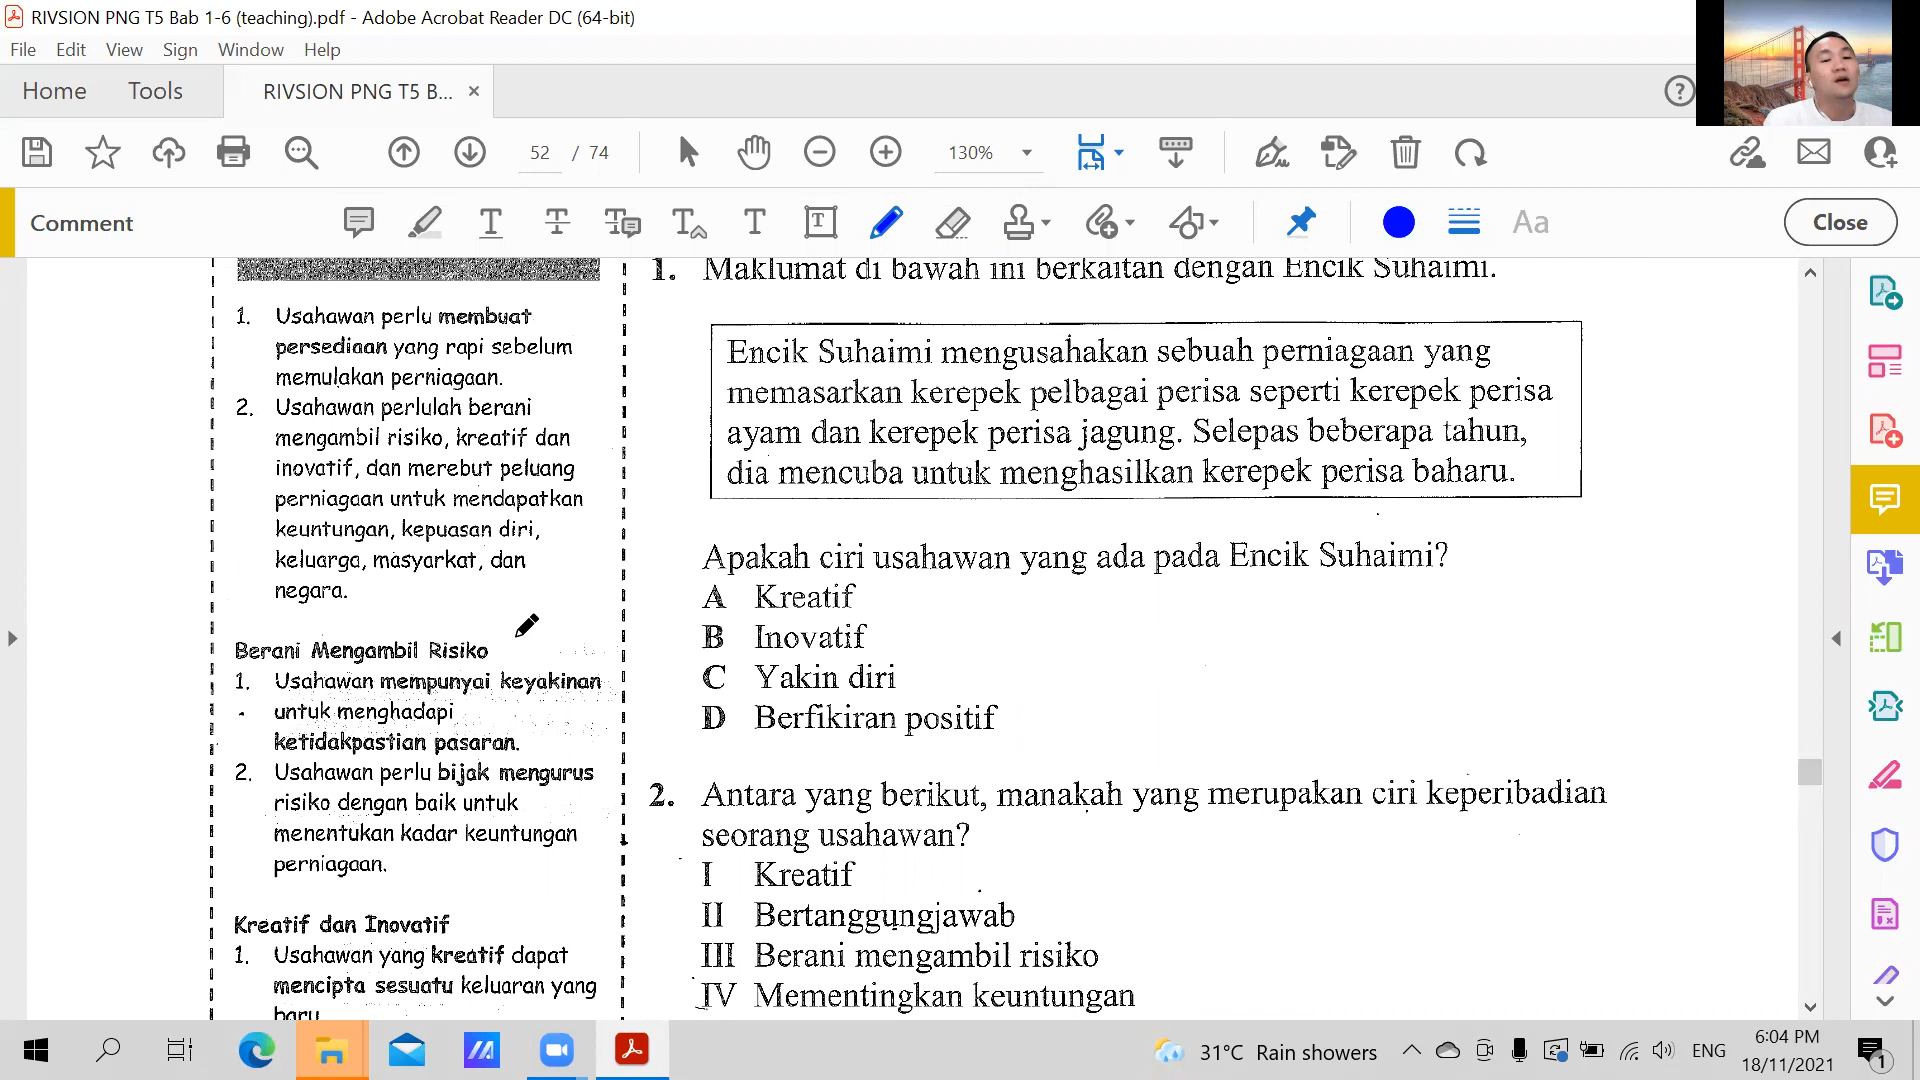 RIVSION PNG T5 Bab 1-6 (teaching).pdf - Adobe Acrobat Reader DC (64-bit)
File Edit View Sign Window Help
Home Tools RIVSION PNG T5 B... ×
52 / 74 130%
Comment
Aa
Close
1. Usahawan perlu membuat
persediaan yang rapi sebelum
memulakan perniagaan.
2. Usahawan perlulah berani
mengambil risiko, kreatif dan
inovatif, dan merebut peluang
perniagaan untuk mendapatkan
keuntungan, kepuasan diri,
keluarga, masyarkat, dan
negara.
Berani Mengambil Risiko
1. Usahawan mempunyai keyakinan
untuk menghadapi
ketidakpastian pasaran.
2. Usahawan perlu bijak mengurus
risiko dengan baik untuk
menentukan kadar keuntungan
perniagaan.
Kreatif dan Inovatif
1. Usahawan yang kreatif dapat
mencipta sesuatu keluaran yang
baru
1. Maklumat di bawah ini berkaitan dengan Encik Suhaimi.
Encik Suhaimi mengusahakan sebuah perniagaan yang
memasarkan kerepek pelbagai perisa seperti kerepek perisa
ayam dan kerepek perisa jagung. Selepas beberapa tahun,
dia mencuba untuk menghasilkan kerepek perisa baharu.
Apakah ciri usahawan yang ada pada Encik Suhaimi?
A Kreatif
B Inovatif
C Yakin diri
D Berfikiran positif
2. Antara yang berikut, manakah yang merupakan ciri keperibadian
seorang usahawan?
I Kreatif
II Bertanggungjawab
III Berani mengambil risiko
IV Mementingkan keuntungan
31°C Rain showers
ENG
6:04 PM
18/11/2021
1